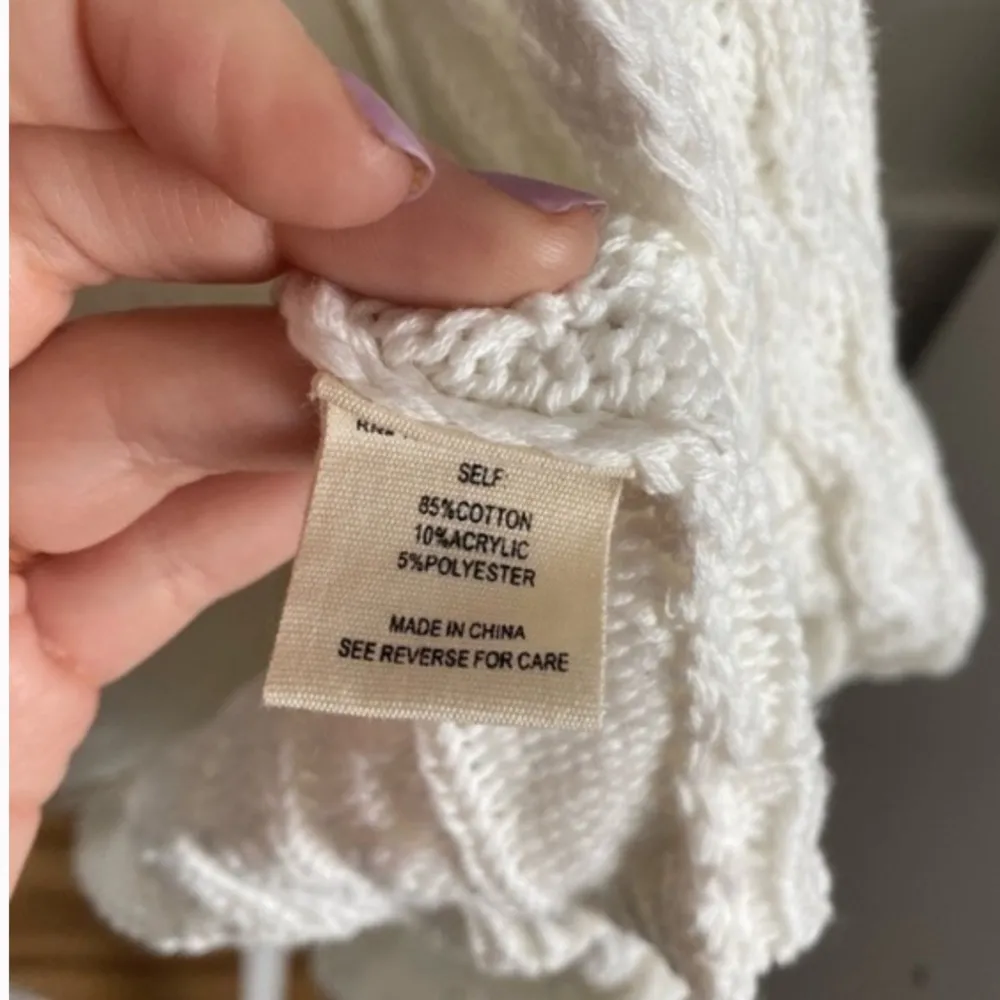 SELF:
85%COTTON
10%ACRYLIC
5%POLYESTER
MADE IN CHINA
SEE REVERSE FOR CARE